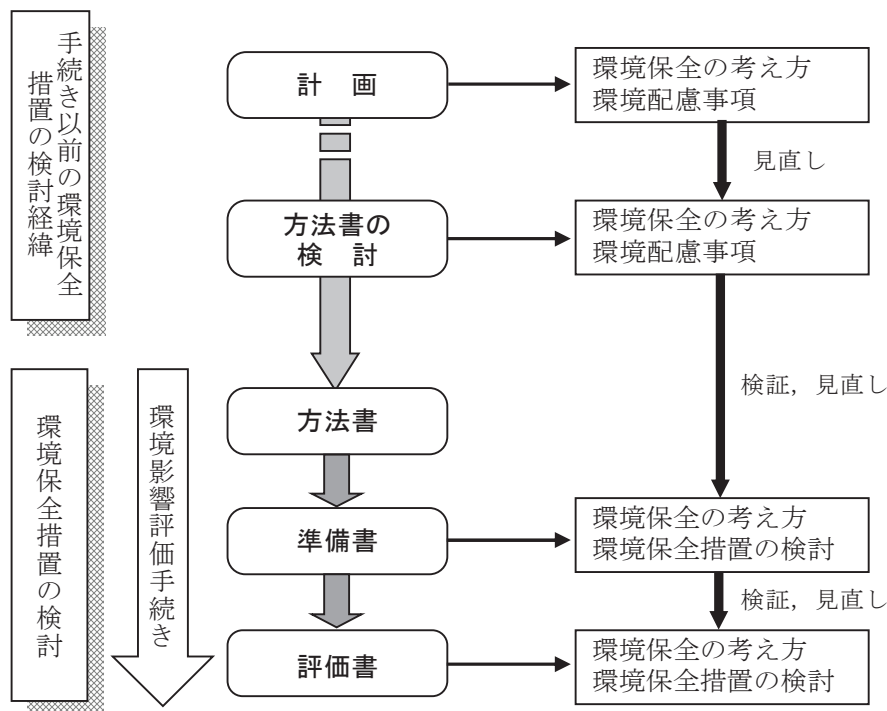 手続き以前の環境保全
措置の検討経緯
計　画
環境保全の考え方
環境配慮事項
見直し
方法書の
検　討
環境保全の考え方
環境配慮事項
検証，見直し
環境保全措置の検討
環境影響評価手続き
方法書
準備書
環境保全の考え方
環境保全措置の検討
検証，見直し
評価書
環境保全の考え方
環境保全措置の検討